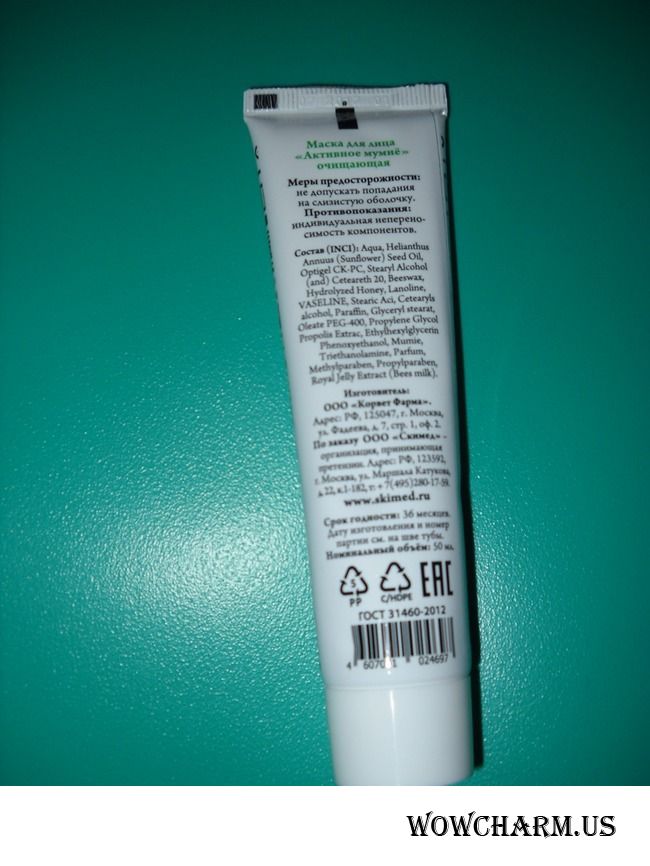 Маска для лица
«Активное мумиё»
очищающая
Меры предосторожности:
не допускать попадания
на слизистую оболочку.
Противопоказания:
индивидуальная неперено-
симость компонентов.
Состав (INCI): Aqua, Helianthus
Annuus (Sunflower) Seed Oil,
Optigel CK-PC, Stearyl Alcohol
(and) Ceteareth 20, Beeswax,
Hydrolyzed Honey, Lanoline,
VASELINE, Stearic Aci, Cetearyls
alcohol, Paraffin, Glyceryl stearat,
Oleate PEG-400, Propylene Glycol
Propolis Extrac, Ethylhexylglycerin
Phenoxyethanol, Mumie,
Triethanolamine, Parfum,
Methylparaben, Propylparaben,
Royal Jelly Extract (Bees milk).
Изготовитель:
ООО «Корвет Фарма».
Адрес: РФ, 125047, г. Москва,
ул. Фадеева, д. 7, стр. 1, оф. 2.
По заказу ООО «Скимед» -
организация, принимающая
претензии. Адрес: РФ, 123592,
г. Москва, ул. Маршала Катукова,
д. 22, к.1-182, т: + 7(495)280-17-59.
www.skimed.ru
Срок годности: 36 месяцев.
Дату изготовления и номер
партии см. на шве тубы.
Номинальный объём: 50 мл.
5
PP
C/HDPE
EAC
ГОСТ 31460-2012
4 024697
WOWCHARM.US